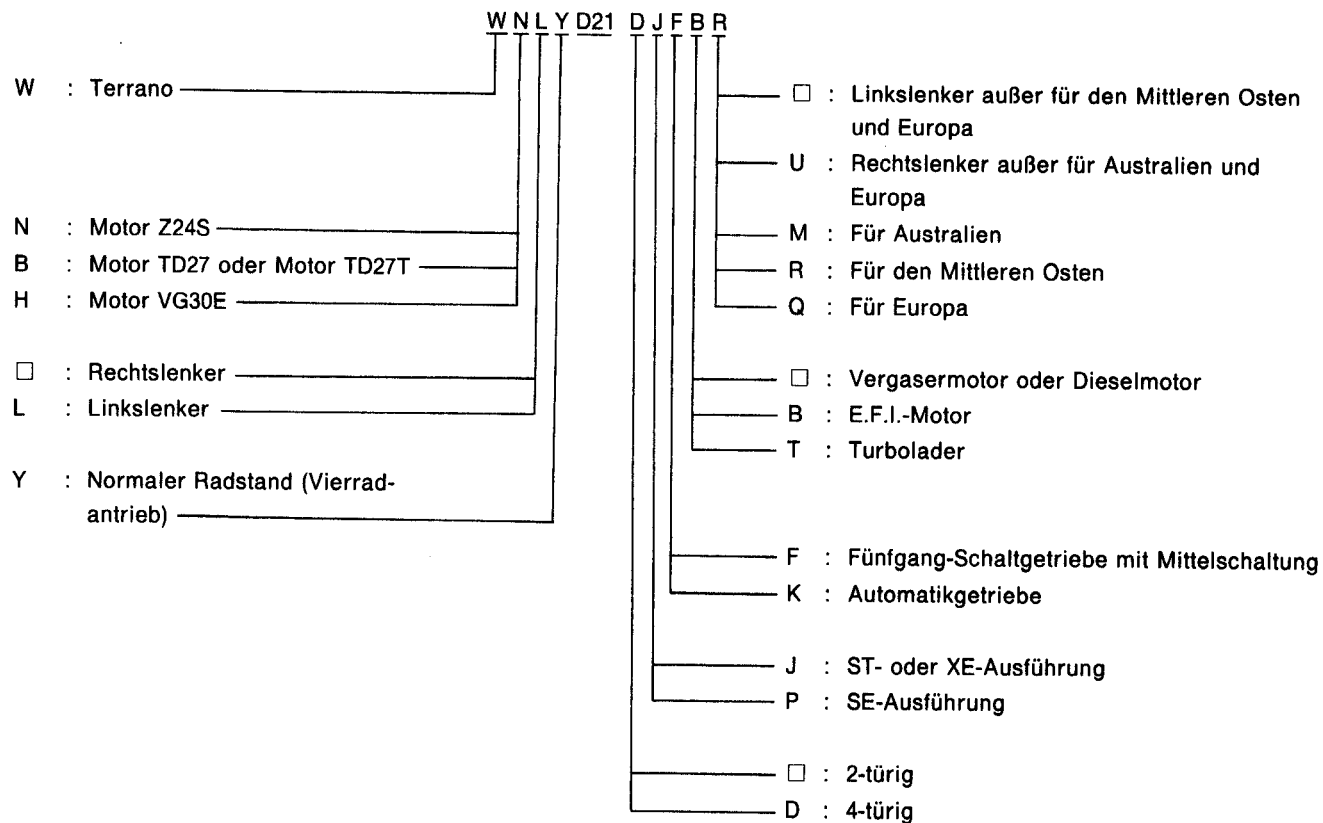 W N L Y D21 D J F B R
W : Terrano
N : Motor Z24S
B : Motor TD27 oder Motor TD27T
H : Motor VG30E
□ : Rechtslenker
L : Linkslenker
Y : Normaler Radstand (Vierrad-
antrieb)
□ : Linkslenker außer für den Mittleren Osten
und Europa
U : Rechtslenker außer für Australien und
Europa
M : Für Australien
R : Für den Mittleren Osten
Q : Für Europa
□ : Vergasermotor oder Dieselmotor
B : E.F.I.-Motor
T : Turbolader
F : Fünfgang-Schaltgetriebe mit Mittelschaltung
K : Automatikgetriebe
J : ST- oder XE-Ausführung
P : SE-Ausführung
□ : 2-türig
D : 4-türig